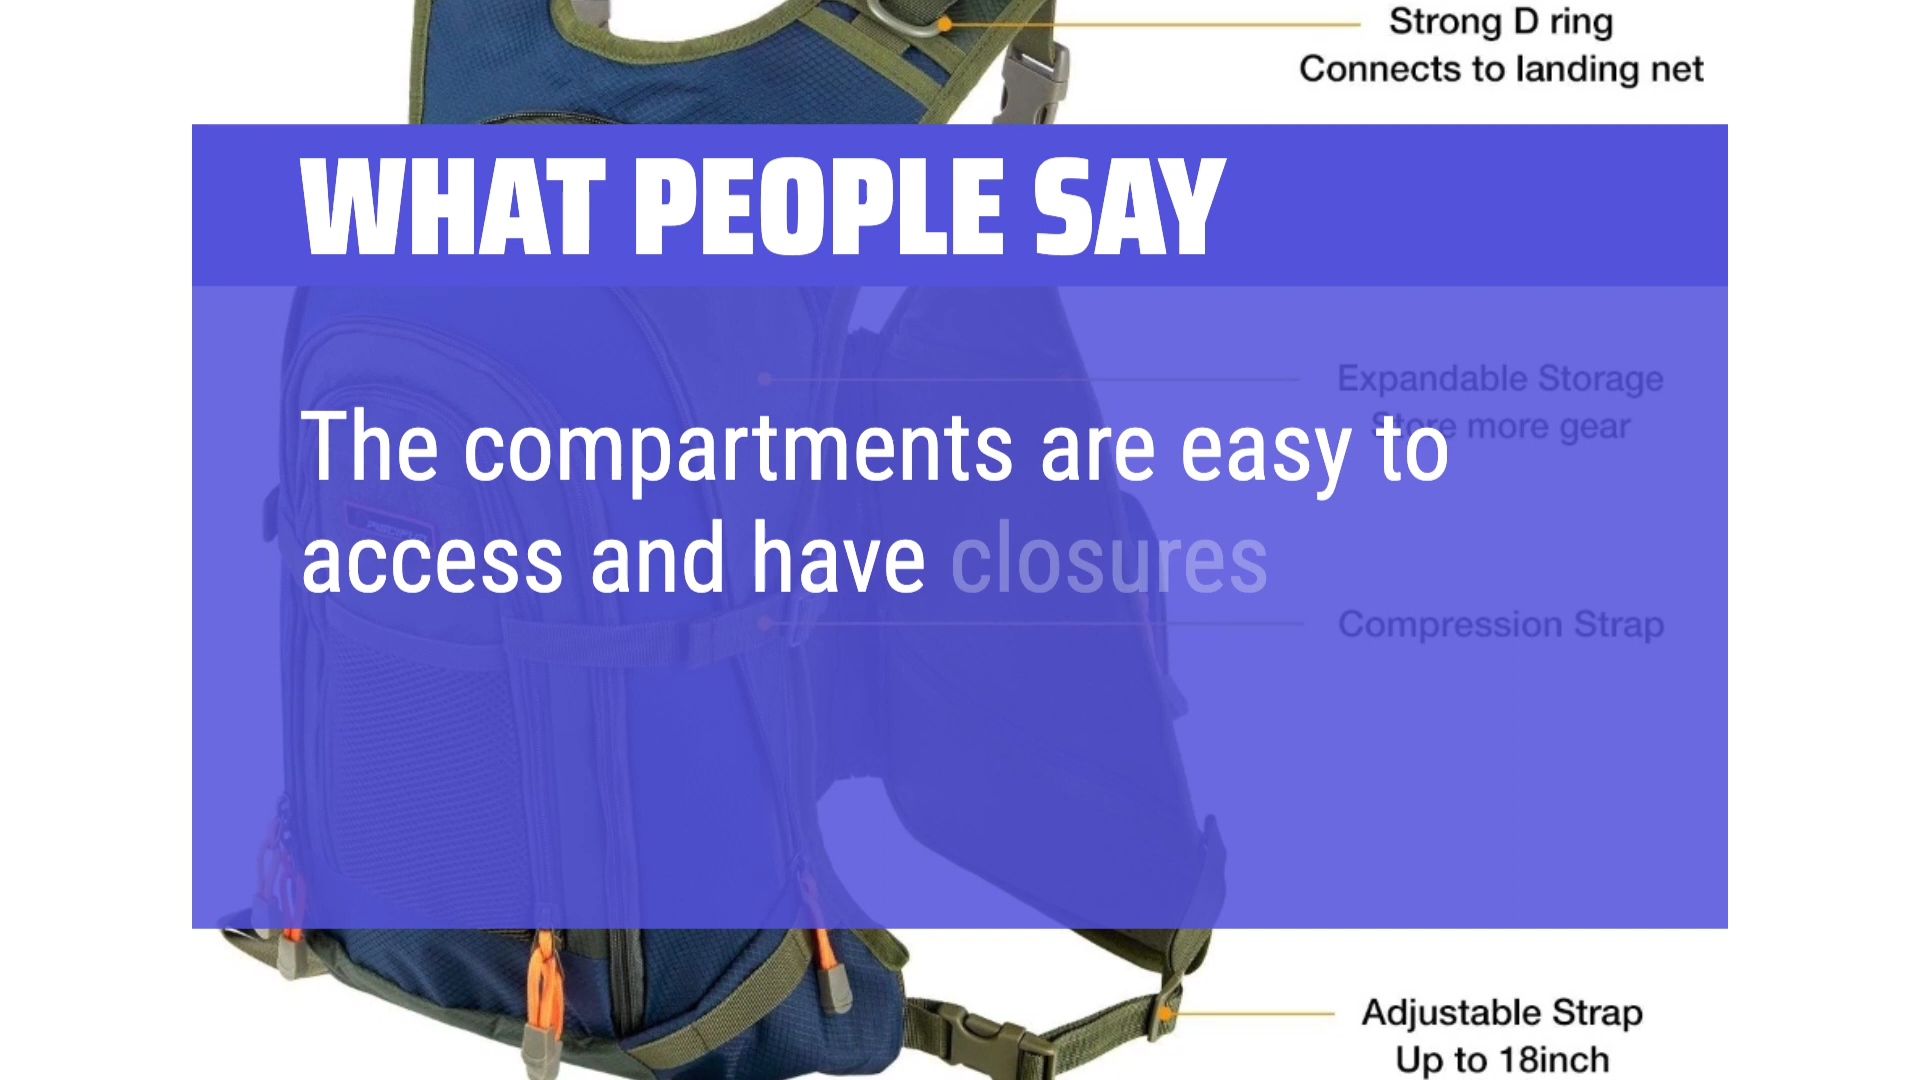 Strong D ring
Connects to landing net
WHAT PEOPLE SAY
Expandable Storage
Store more gear
The compartments are easy to
access and have closures
Compression Strap
Adjustable Strap
Up to 18inch